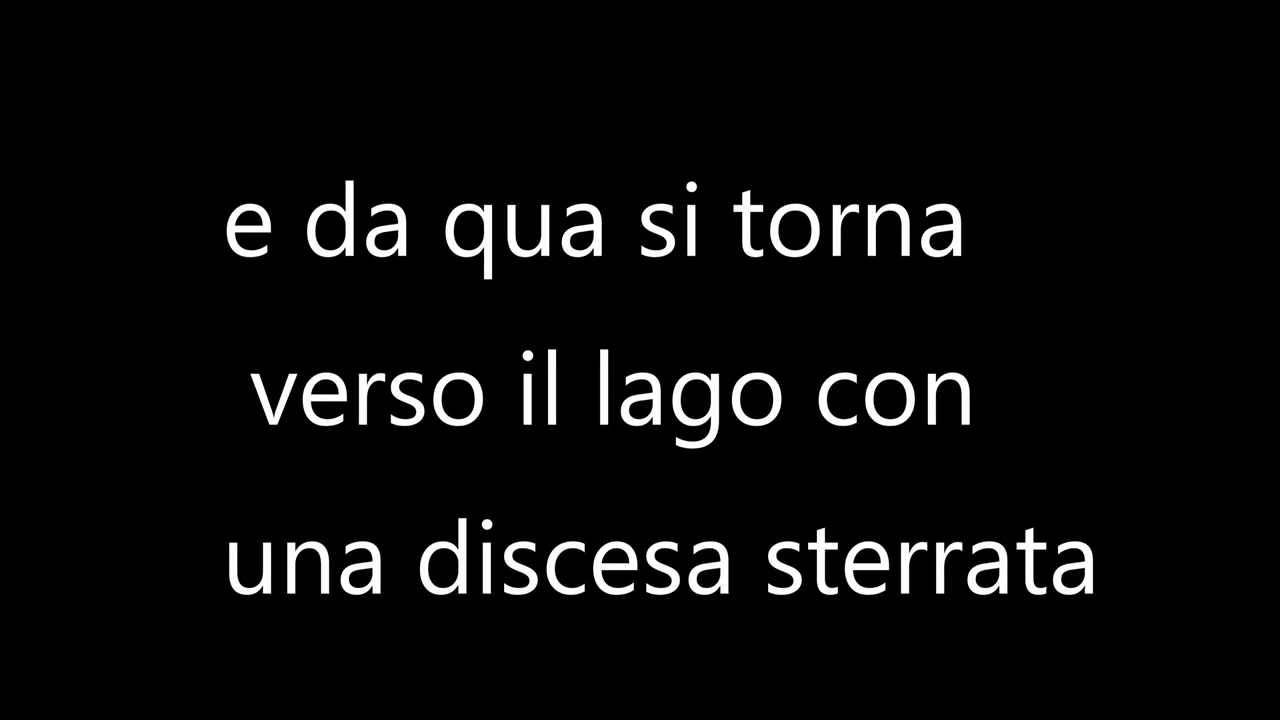 e da qua si torna
verso il lago con
una discesa sterrata